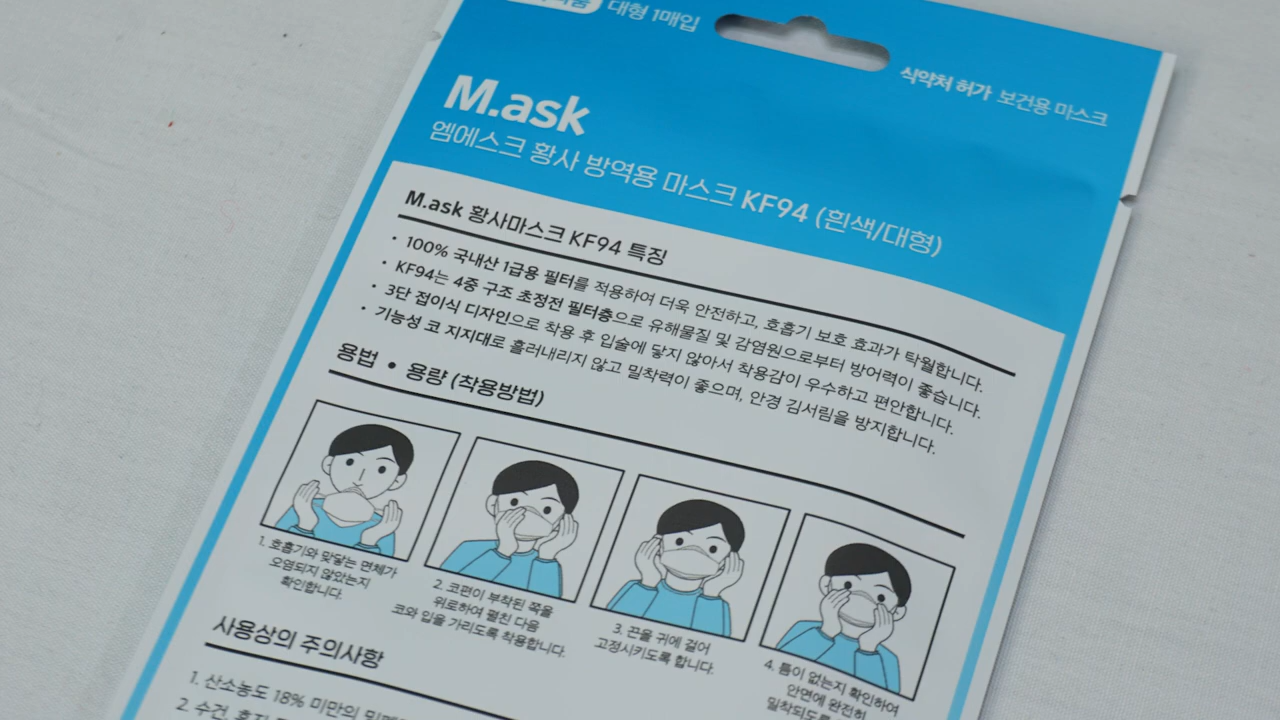 대형 1매입
식약처 허가 보건용 마스크
M.ask
엠에스크 황사 방역용 마스크 KF94 (흰색/대형)
M.ask 황사마스크 KF94 특징
• 100% 국내산 1급용 필터를 적용하여 더욱 안전하고, 호흡기 보호 효과가 탁월합니다.
• KF94는 4중 구조 초정전 필터층으로 유해물질 및 감염원으로부터 방어력이 좋습니다.
• 3단 접이식 디자인으로 착용 후 입술에 닿지 않아서 착용감이 우수하고 편안합니다.
• 기능성 코 지지대로 흘러내리지 않고 밀착력이 좋으며, 안경 김서림을 방지합니다.
용법 • 용량 (착용방법)
1. 호흡기와 맞닿는 면체가
오염되지 않았는지
확인합니다.
2. 코편이 부착된 쪽을
위로하여 펼친 다음
코와 입을 가리도록 착용합니다.
3. 끈을 귀에 걸어
고정시키도록 합니다.
4. 틈이 없는지 확인하여
안면에 완전히
밀착되도록
사용상의 주의사항
1. 산소농도 18% 미만의
2. 수건, 휴지